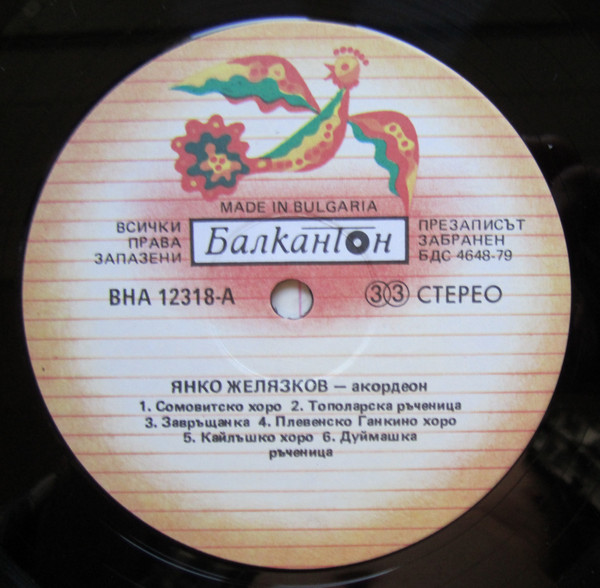 MADE IN BULGARIA
ВСИЧКИ
ПРАВА
ЗАПАЗЕНИ
Балкантон
ПРЕЗАПИСЪТ
ЗАБРАНЕН
БДС 4648-79
ВНА 12318-А
33 СТЕРЕО
ЯНКО ЖЕЛЯЗКОВ — акордеон
1. Сомовитско хоро 2. Тополарска ръченица
3. Завръщанка 4. Плевенско Ганкино хоро
5. Кайлъшко хоро 6. Дуймашка
ръченица